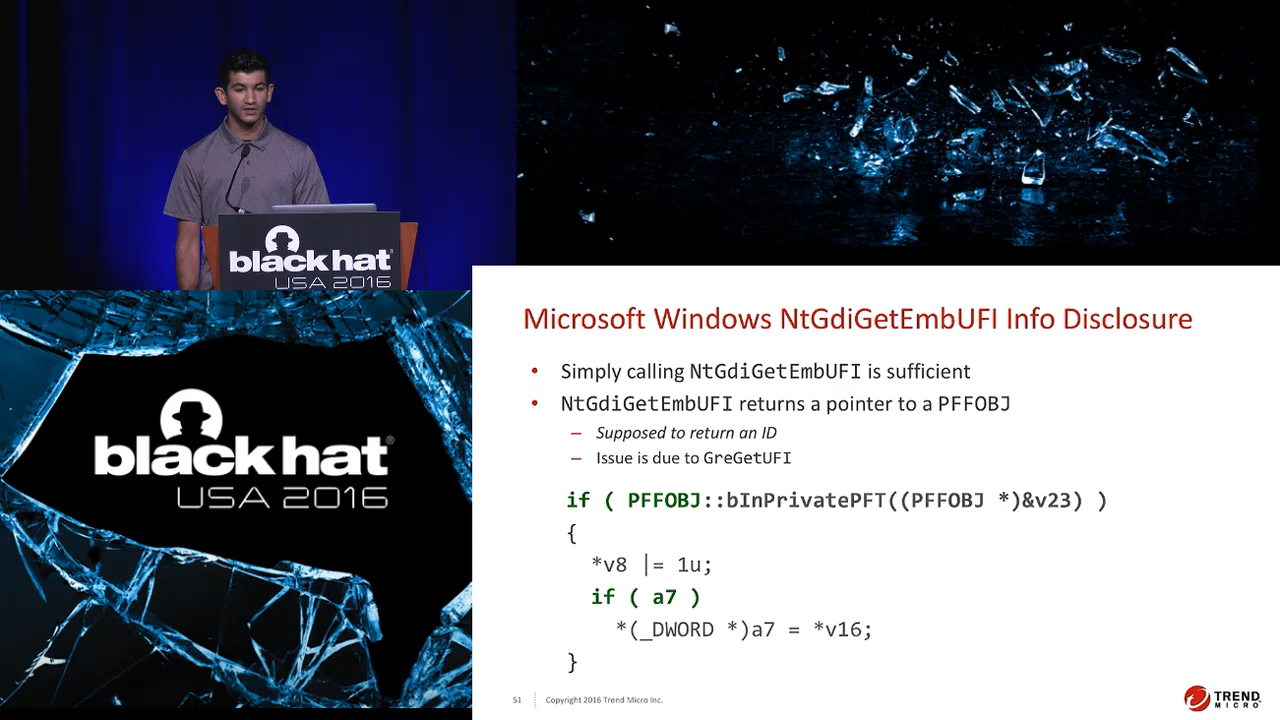 black hat®
USA 2016
black hat®
USA 2016
Microsoft Windows NtGdiGetEmbUFI Info Disclosure
• Simply calling NtGdiGetEmbUFI is sufficient
• NtGdiGetEmbUFI returns a pointer to a PFFOBJ
– Supposed to return an ID
– Issue is due to GreGetUFI
if ( PFFOBJ::bInPrivatePFT((PFFOBJ *)&v23) )
{
*v8 |= 1u;
if ( a7 )
*(_DWORD *)a7 = *v16;
}
51 Copyright 2016 Trend Micro Inc.
TREND
MICRO